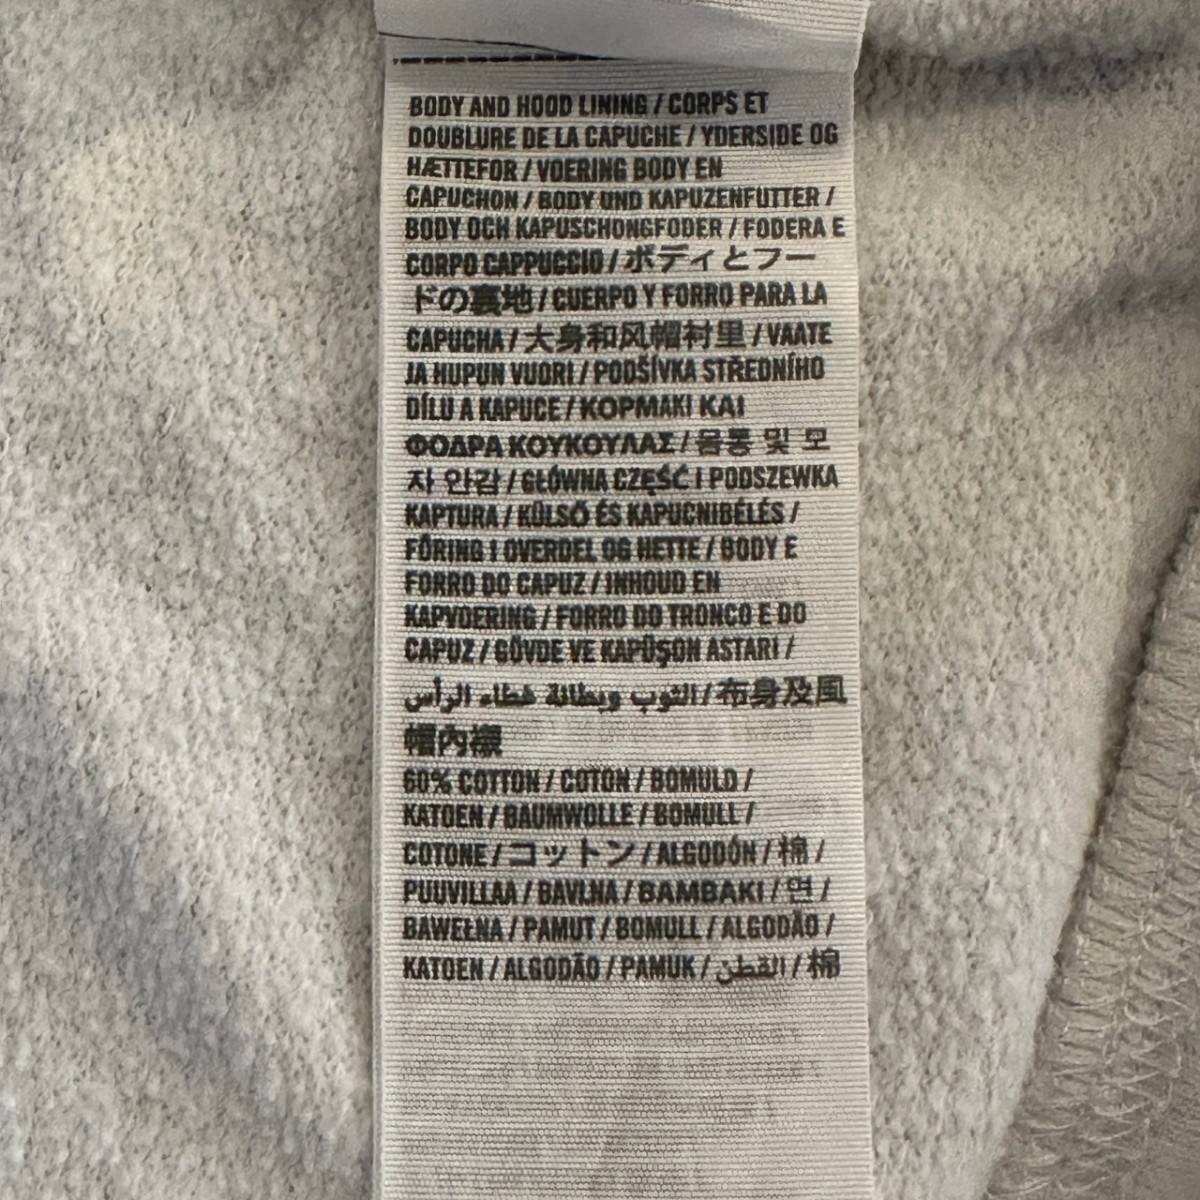 BODY AND HOOD LINING / CORPS ET
DOUBLURE DE LA CAPUCHE / YDERSIDE OG
HÆTTEFOR / VOERING BODY EN
CAPUCHON / BODY UND KAPUZENFUTTER /
BODY OCH KAPUSCHONGFODER / FODERA E
CORPO CAPPUCCIO / ボディとフー
ドの裏地 / CUERPO Y FORRO PARA LA
CAPUCHA / 大身和风帽衬里 / VAATE
JA HUPUN VUORI / PODŠÍVKA STŘEDNÍHO
DÍLU A KAPUCE / ΚΟΡΜΑΚΙ ΚΑΙ
ΦΟΔΡΑ ΚΟΥΚΟΥΛΑΣ / 몸통 및 모
자 안감 / GŁÓWNA CZĘŚĆ I PODSZEWKA
KAPTURA / KÜLSŐ ÉS KAPUCNIBÉLÉS /
FÔRING I OVERDEL OG HETTE / BODY E
FORRO DO CAPUZ / INHOUD EN
KAPVOERING / FORRO DO TRONCO E DO
CAPUZ / GÖVDE VE KAPÜŞON ASTARI /
الثوب وبطانة غطاء الرأس / 布身及風
帽內襯
60% COTTON / COTON / BOMULD /
KATOEN / BAUMWOLLE / BOMULL /
COTONE / コットン / ALGODÓN / 棉 /
PUUVILLAA / BAVLNA / ΒΑΜΒΑΚΙ / 면 /
BAWEŁNA / PAMUT / BOMULL / ALGODÃO /
KATOEN / ALGODÃO / PAMUK / القطن / 棉